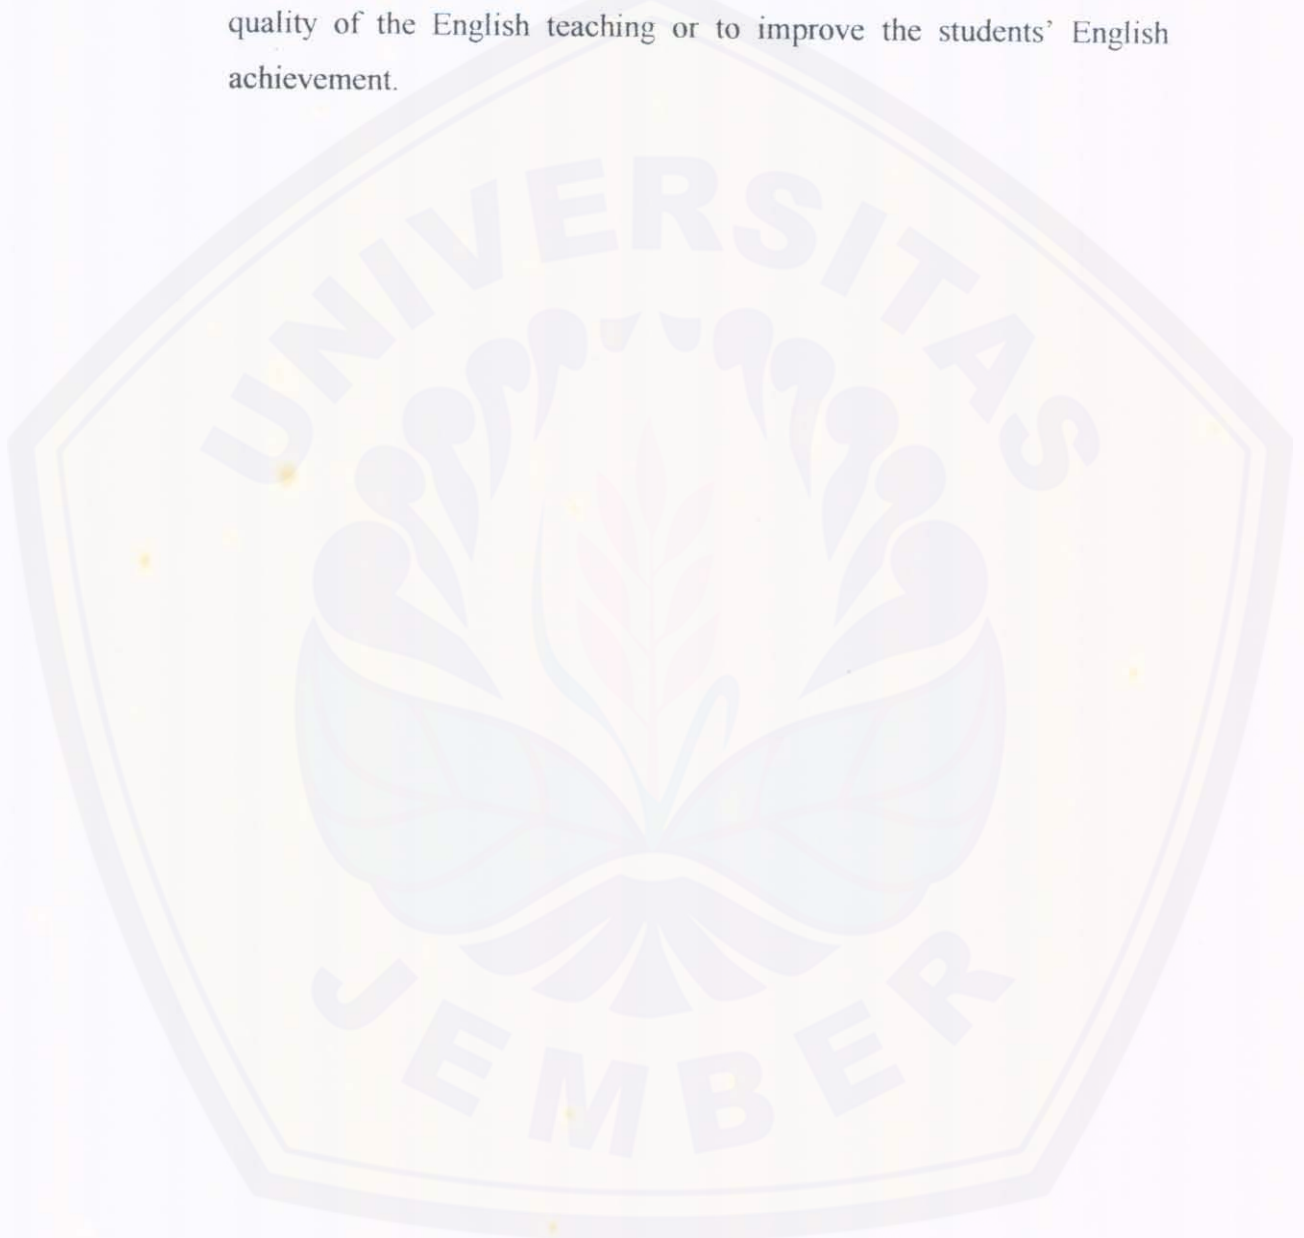 quality of the English teaching or to improve the students' English
achievement.
UNIVERSITAS
JEMBER